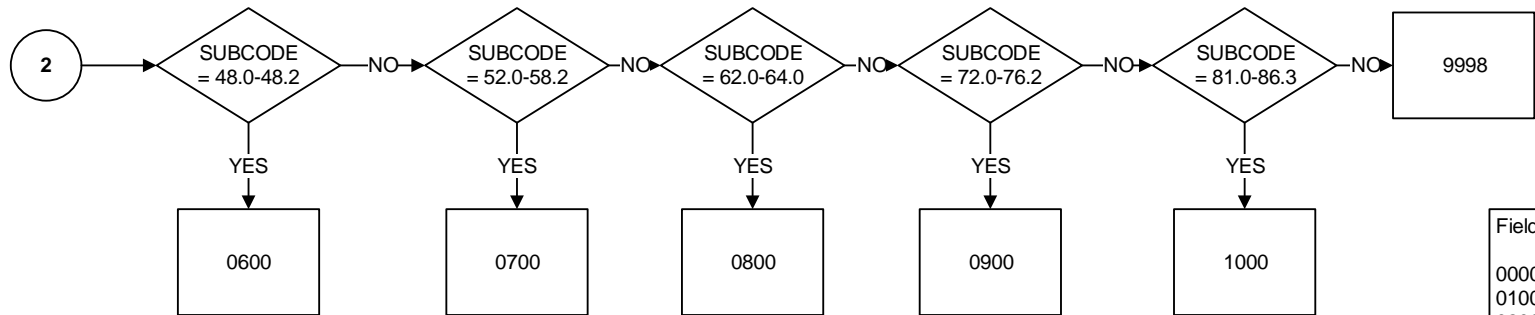 2
SUBCODE
= 48.0-48.2
NO
SUBCODE
= 52.0-58.2
NO
SUBCODE
= 62.0-64.0
NO
SUBCODE
= 72.0-76.2
NO
SUBCODE
= 81.0-86.3
NO
9998
YES
YES
YES
YES
YES
0600
0700
0800
0900
1000
Field
0000
0100